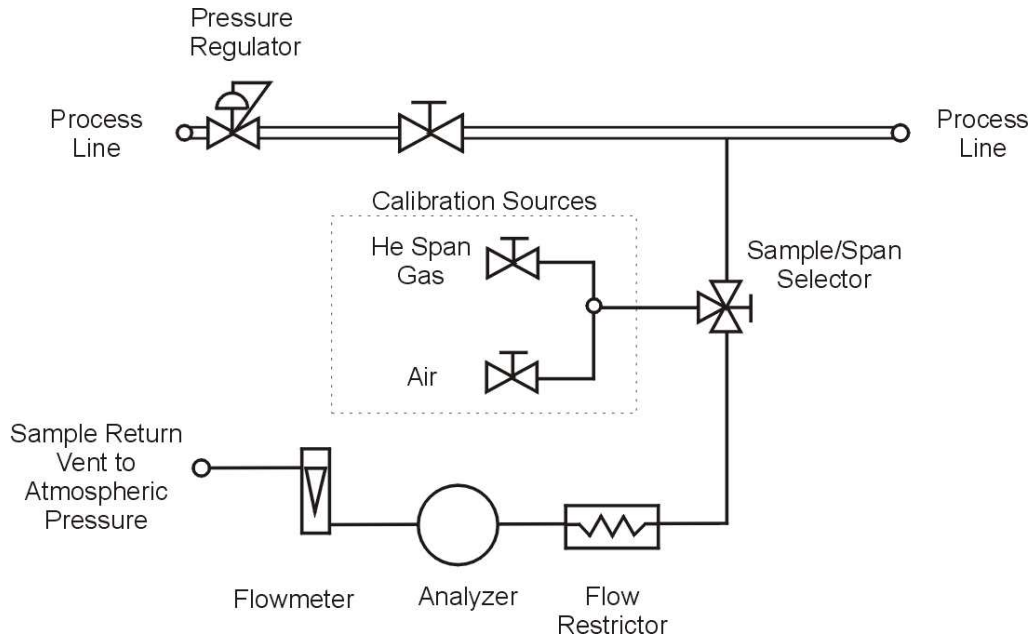 Pressure
Regulator
Process
Line
Process
Line
Calibration Sources
He Span
Gas
Sample/Span
Selector
Air
Sample Return
Vent to
Atmospheric
Pressure
Flowmeter
Analyzer
Flow
Restrictor